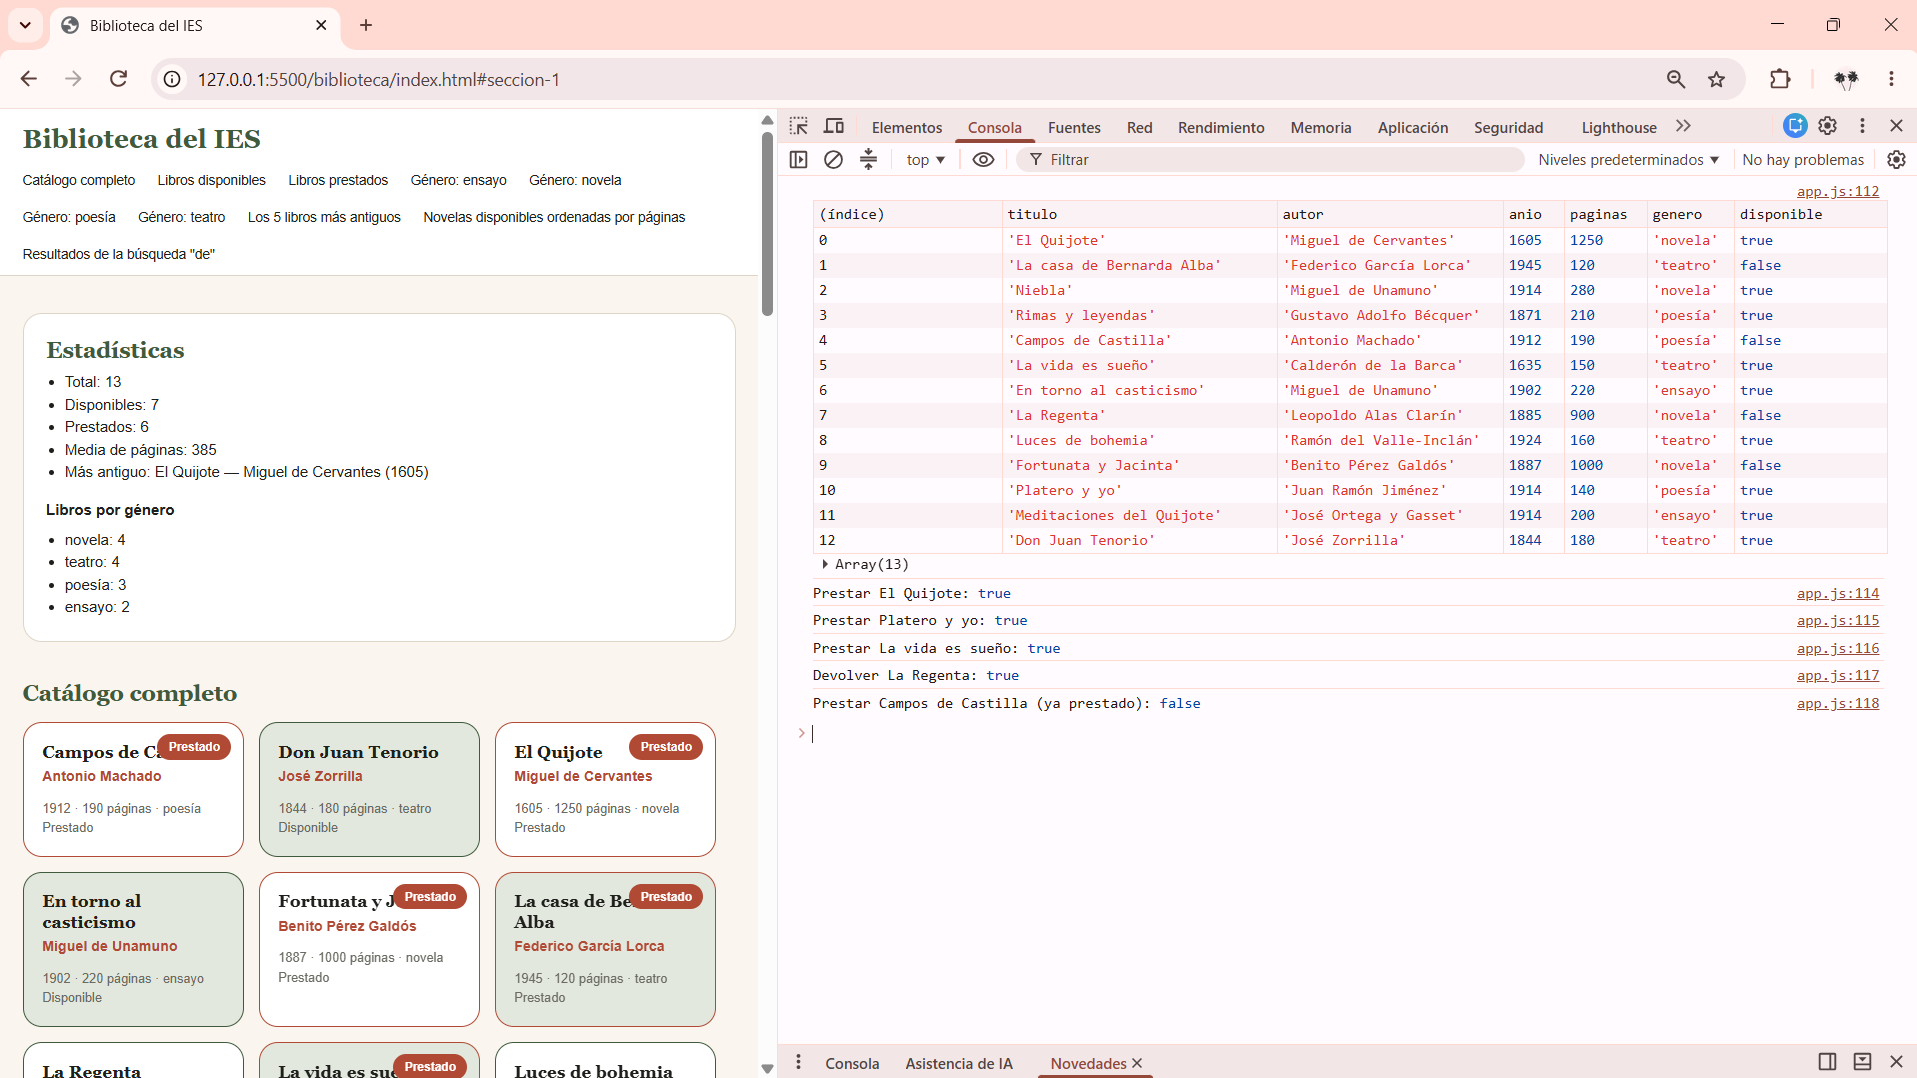 Biblioteca del IES
127.0.0.1:5500/biblioteca/index.html#seccion-1
Biblioteca del IES
Catálogo completo Libros disponibles Libros prestados Género: ensayo Género: novela
Género: poesía Género: teatro Los 5 libros más antiguos Novelas disponibles ordenadas por páginas
Resultados de la búsqueda "de"
Estadísticas
Total: 13
Disponibles: 7
Prestados: 6
Media de páginas: 385
Más antiguo: El Quijote — Miguel de Cervantes (1605)
Libros por género
novela: 4
teatro: 4
poesía: 3
ensayo: 2
Catálogo completo
Campos de Ca
Prestado
Antonio Machado
1912 · 190 páginas · poesía
Prestado
Don Juan Tenorio
José Zorrilla
1844 · 180 páginas · teatro
Disponible
El Quijote
Prestado
Miguel de Cervantes
1605 · 1250 páginas · novela
Prestado
En torno al
casticismo
Miguel de Unamuno
1902 · 220 páginas · ensayo
Disponible
Fortunata y J
Prestado
Benito Pérez Galdós
1887 · 1000 páginas · novela
Prestado
La casa de Be
Prestado
Alba
Federico García Lorca
1945 · 120 páginas · teatro
Prestado
La Regenta
La vida es sue
Prestado
Luces de bohemia
Elementos Consola Fuentes Red Rendimiento Memoria Aplicación Seguridad Lighthouse
top Filtrar Niveles predeterminados No hay problemas
app.js:112
(índice) titulo autor anio paginas genero disponible
0 'El Quijote' 'Miguel de Cervantes' 1605 1250 'novela' true
1 'La casa de Bernarda Alba' 'Federico García Lorca' 1945 120 'teatro' false
2 'Niebla' 'Miguel de Unamuno' 1914 280 'novela' true
3 'Rimas y leyendas' 'Gustavo Adolfo Bécquer' 1871 210 'poesía' true
4 'Campos de Castilla' 'Antonio Machado' 1912 190 'poesía' false
5 'La vida es sueño' 'Calderón de la Barca' 1635 150 'teatro' true
6 'En torno al casticismo' 'Miguel de Unamuno' 1902 220 'ensayo' true
7 'La Regenta' 'Leopoldo Alas Clarín' 1885 900 'novela' false
8 'Luces de bohemia' 'Ramón del Valle-Inclán' 1924 160 'teatro' true
9 'Fortunata y Jacinta' 'Benito Pérez Galdós' 1887 1000 'novela' false
10 'Platero y yo' 'Juan Ramón Jiménez' 1914 140 'poesía' true
11 'Meditaciones del Quijote' 'José Ortega y Gasset' 1914 200 'ensayo' true
12 'Don Juan Tenorio' 'José Zorrilla' 1844 180 'teatro' true
Array(13)
Prestar El Quijote: true app.js:114
Prestar Platero y yo: true app.js:115
Prestar La vida es sueño: true app.js:116
Devolver La Regenta: true app.js:117
Prestar Campos de Castilla (ya prestado): false app.js:118
Consola Asistencia de IA Novedades